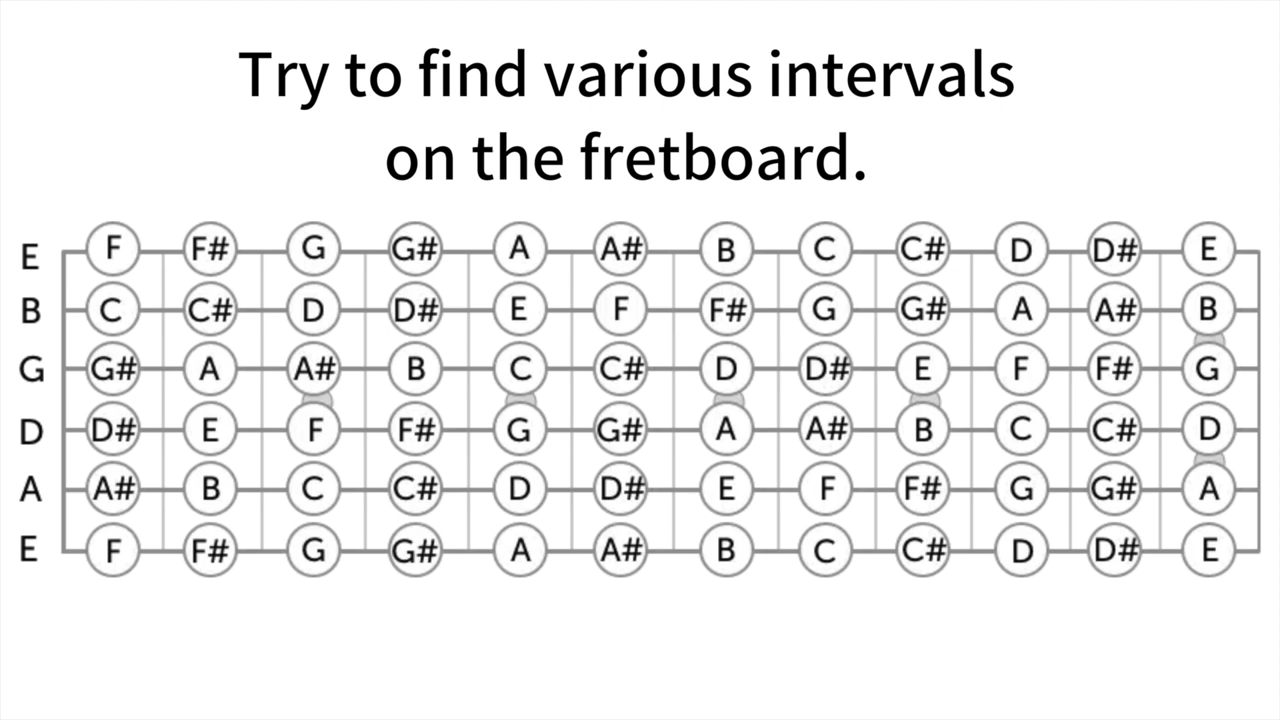 Try to find various intervals
on the fretboard.
E F F# G G# A A# B C C# D D# E
B C C# D D# E F F# G G# A A# B
G G# A A# B C C# D D# E F F# G
D D# E F F# G G# A A# B C C# D
A A# B C C# D D# E F F# G G# A
E F F# G G# A A# B C C# D D# E